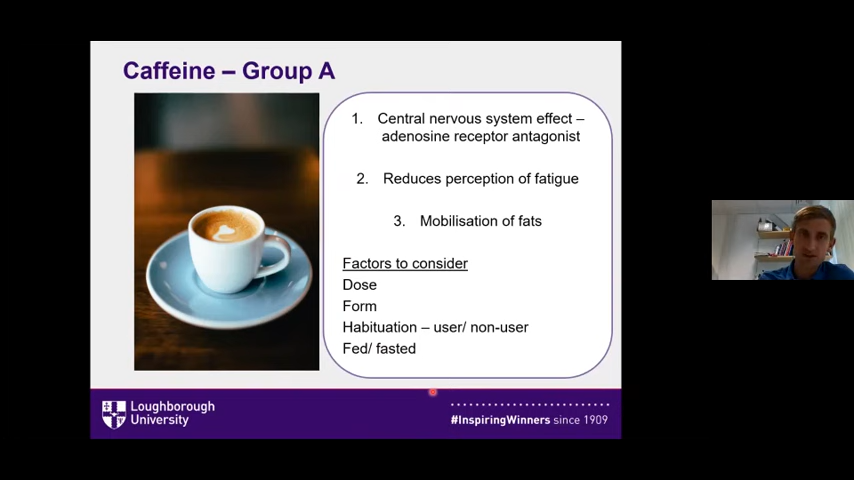 Caffeine – Group A
1. Central nervous system effect –
adenosine receptor antagonist
2. Reduces perception of fatigue
3. Mobilisation of fats
Factors to consider
Dose
Form
Habituation – user/ non-user
Fed/ fasted
Loughborough
University
#InspiringWinners since 1909